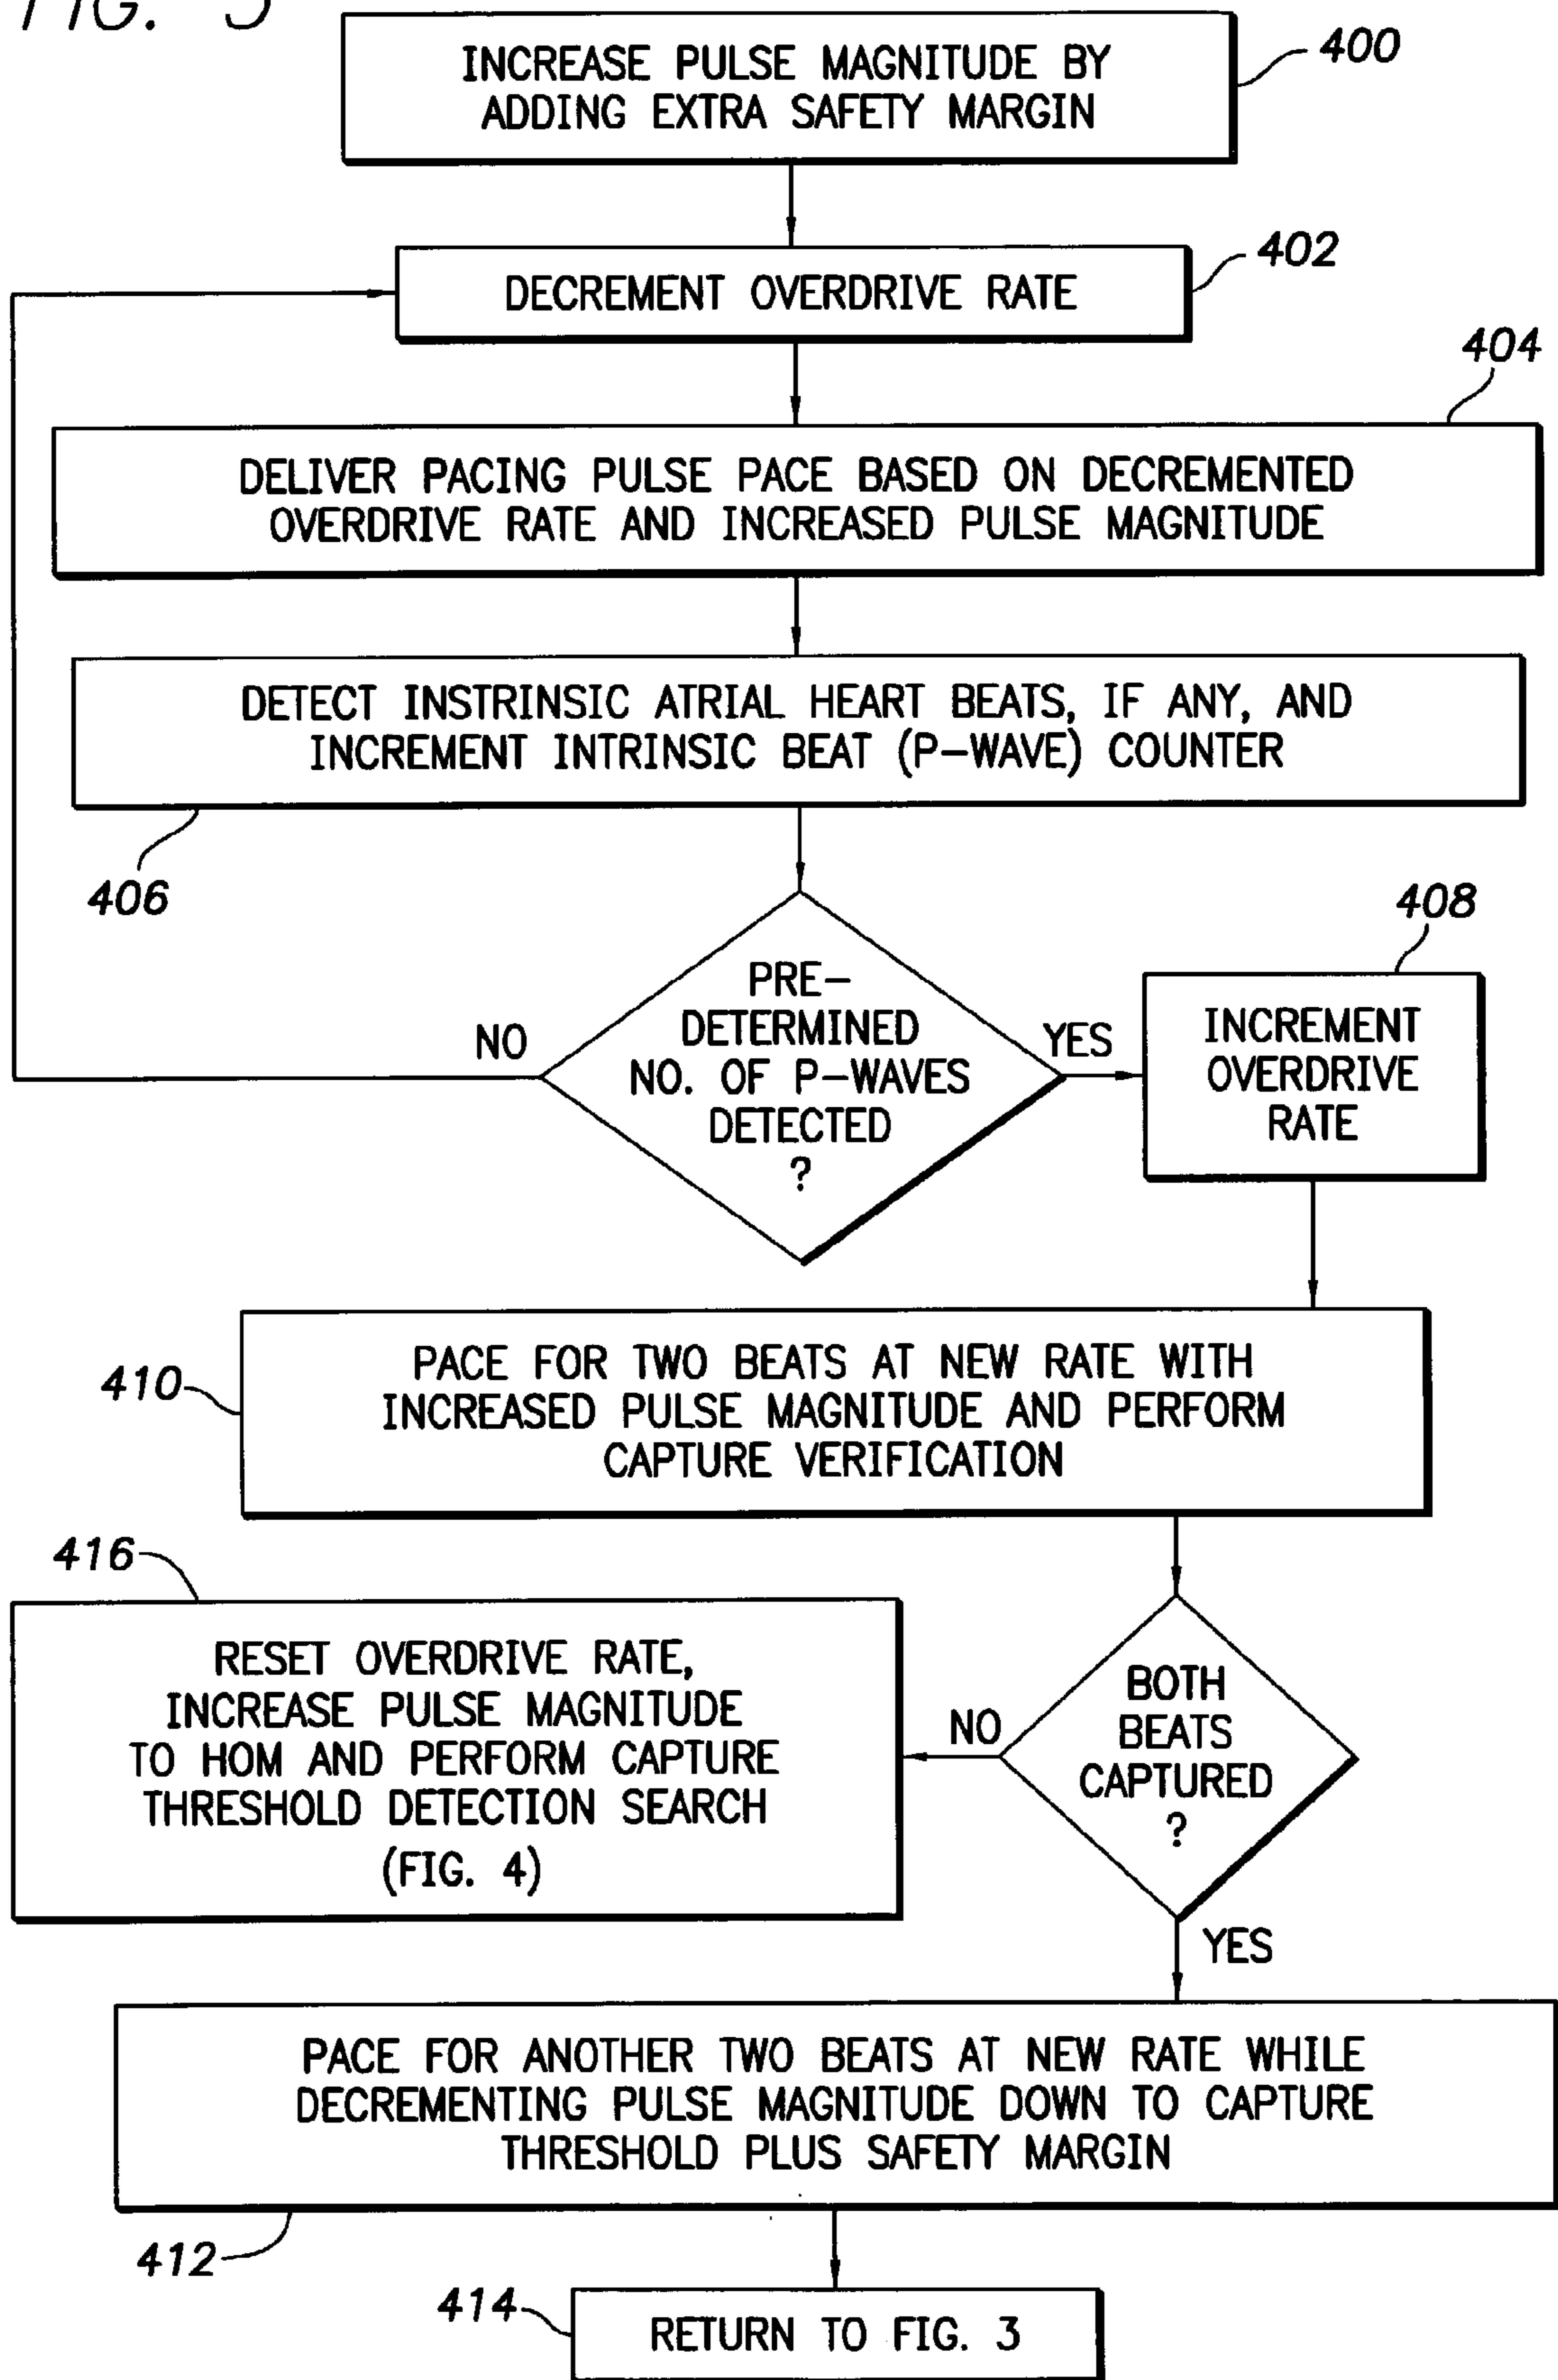 FIG. 5
INCREASE PULSE MAGNITUDE BY
ADDING EXTRA SAFETY MARGIN
400
DECREMENT OVERDRIVE RATE
402
404
DELIVER PACING PULSE PACE BASED ON DECREMENTED
OVERDRIVE RATE AND INCREASED PULSE MAGNITUDE
DETECT INSTRINSIC ATRIAL HEART BEATS, IF ANY, AND
INCREMENT INTRINSIC BEAT (P-WAVE) COUNTER
406
PRE-
DETERMINED
NO. OF P-WAVES
DETECTED
?
NO
YES
408
INCREMENT
OVERDRIVE
RATE
410
PACE FOR TWO BEATS AT NEW RATE WITH
INCREASED PULSE MAGNITUDE AND PERFORM
CAPTURE VERIFICATION
416
RESET OVERDRIVE RATE,
INCREASE PULSE MAGNITUDE
TO HOM AND PERFORM CAPTURE
THRESHOLD DETECTION SEARCH
(FIG. 4)
NO
BOTH
BEATS
CAPTURED
?
YES
PACE FOR ANOTHER TWO BEATS AT NEW RATE WHILE
DECREMENTING PULSE MAGNITUDE DOWN TO CAPTURE
THRESHOLD PLUS SAFETY MARGIN
412
414
RETURN TO FIG. 3